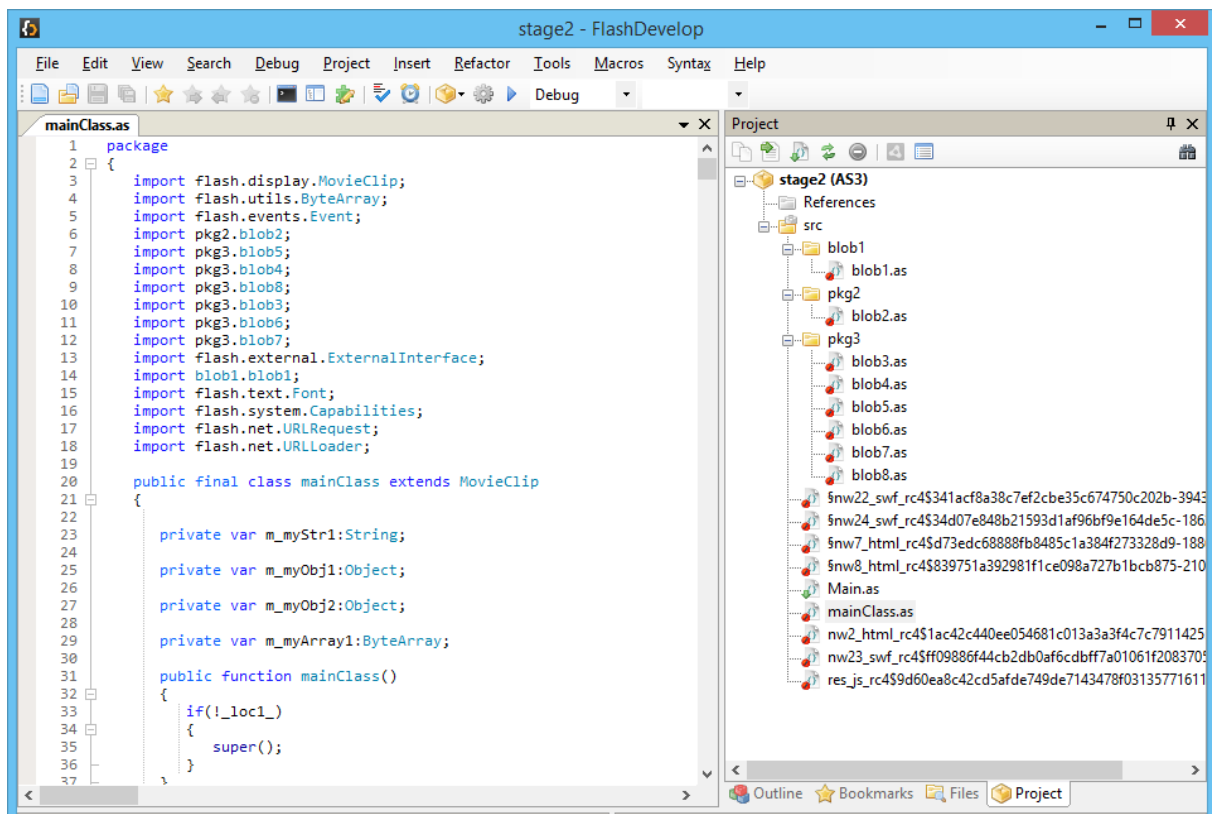 stage2 - FlashDevelop
File Edit View Search Debug Project Insert Refactor Tools Macros Syntax Help
Debug
mainClass.as
1 package
2 {
3 import flash.display.MovieClip;
4 import flash.utils.ByteArray;
5 import flash.events.Event;
6 import pkg2.blob2;
7 import pkg3.blob5;
8 import pkg3.blob4;
9 import pkg3.blob8;
10 import pkg3.blob3;
11 import pkg3.blob6;
12 import pkg3.blob7;
13 import flash.external.ExternalInterface;
14 import blob1.blob1;
15 import flash.text.Font;
16 import flash.system.Capabilities;
17 import flash.net.URLRequest;
18 import flash.net.URLLoader;
19
20 public final class mainClass extends MovieClip
21 {
22
23 private var m_myStr1:String;
24
25 private var m_myObj1:Object;
26
27 private var m_myObj2:Object;
28
29 private var m_myArray1:ByteArray;
30
31 public function mainClass()
32 {
33 if(!_loc1_)
34 {
35 super();
36 }
37 }
Project
stage2 (AS3)
References
src
blob1
blob1.as
pkg2
blob2.as
pkg3
blob3.as
blob4.as
blob5.as
blob6.as
blob7.as
blob8.as
§nw22_swf_rc4$341acf8a38c7ef2cbe35c674750c202b-3943
§nw24_swf_rc4$34d07e848b21593d1af96bf9e164de5c-186
§nw7_html_rc4$d73edc68888fb8485c1a384f273328d9-188
§nw8_html_rc4$839751a392981f1ce098a727b1bcb875-210
Main.as
mainClass.as
nw2_html_rc4$1ac42c440ee054681c013a3a3f4c7c7911425
nw23_swf_rc4$ff09886f44cb2db0af6cdbff7a01061f2083705
res_js_rc4$9d60ea8c42cd5afde749de7143478f03135771611
Outline Bookmarks Files Project